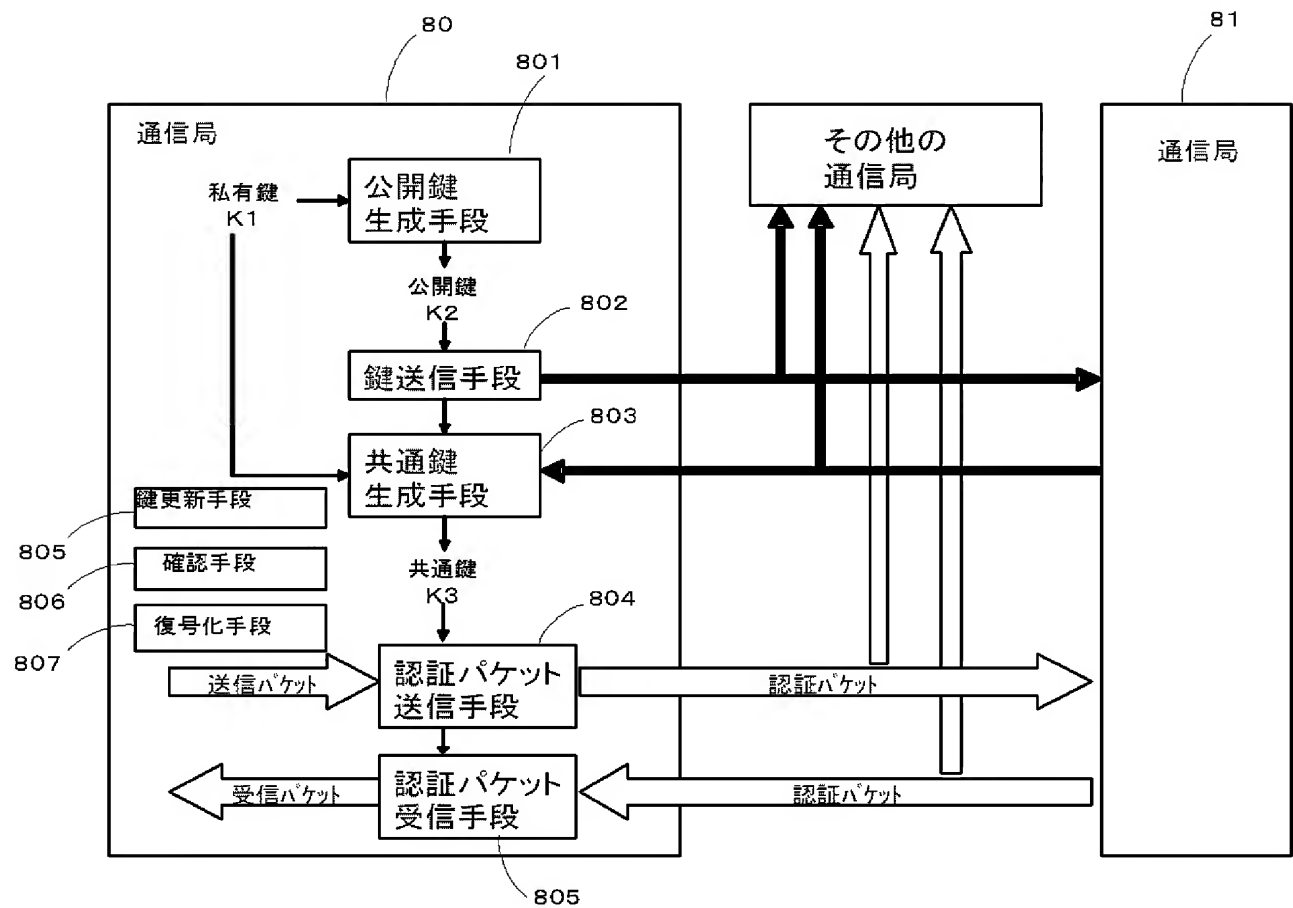 80
81
801
通信局
その他の
通信局
通信局
私有鍵
K1
公開鍵
生成手段
公開鍵
K2
802
鍵送信手段
803
共通鍵
生成手段
鍵更新手段
805
確認手段
806
共通鍵
K3
復号化手段
807
804
送信パケット
認証パケット
送信手段
認証パケット
受信パケット
認証パケット
受信手段
認証パケット
805